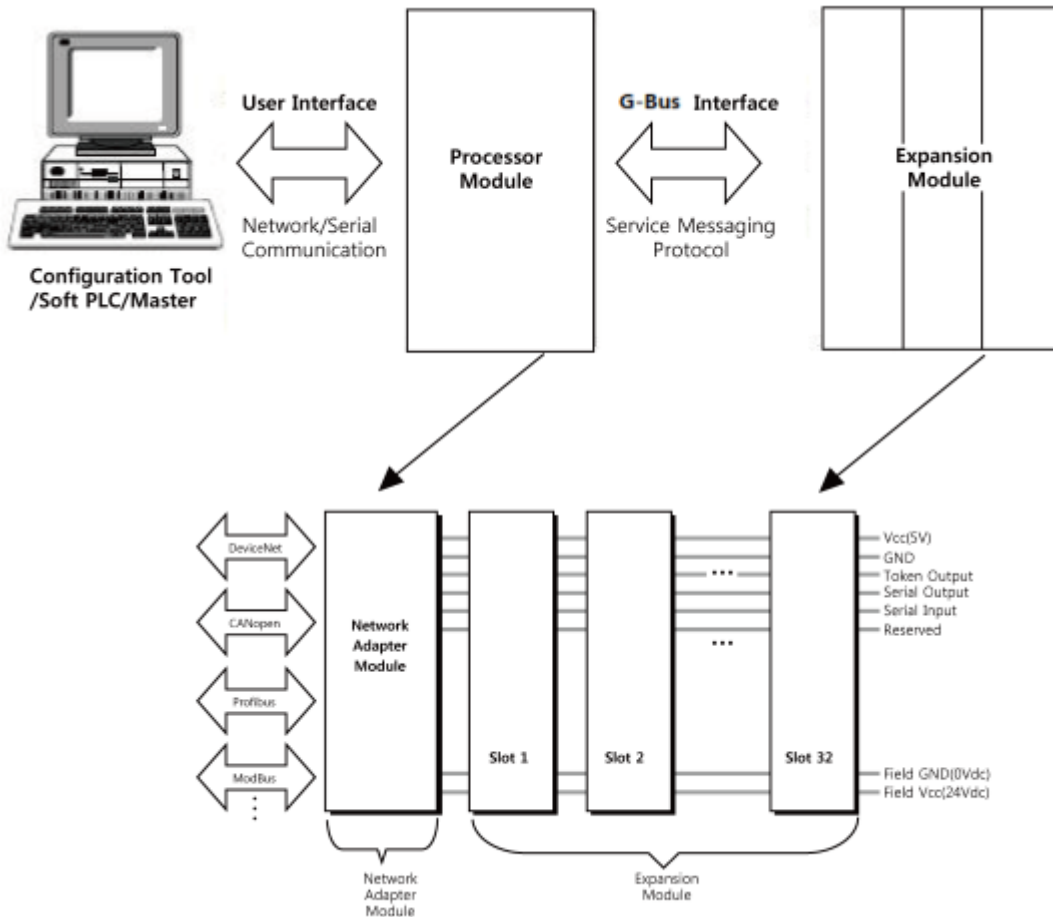 User Interface
Network/Serial
Communication
Configuration Tool
/Soft PLC/Master
Processor
Module
G-Bus Interface
Service Messaging
Protocol
Expansion
Module
DeviceNet
CANopen
Profibus
ModBus
Network
Adapter
Module
Slot 1
Slot 2
Slot 32
Vcc(5V)
GND
Token Output
Serial Output
Serial Input
Reserved
Field GND(0Vdc)
Field Vcc(24Vdc)
Network
Adapter
Module
Expansion
Module